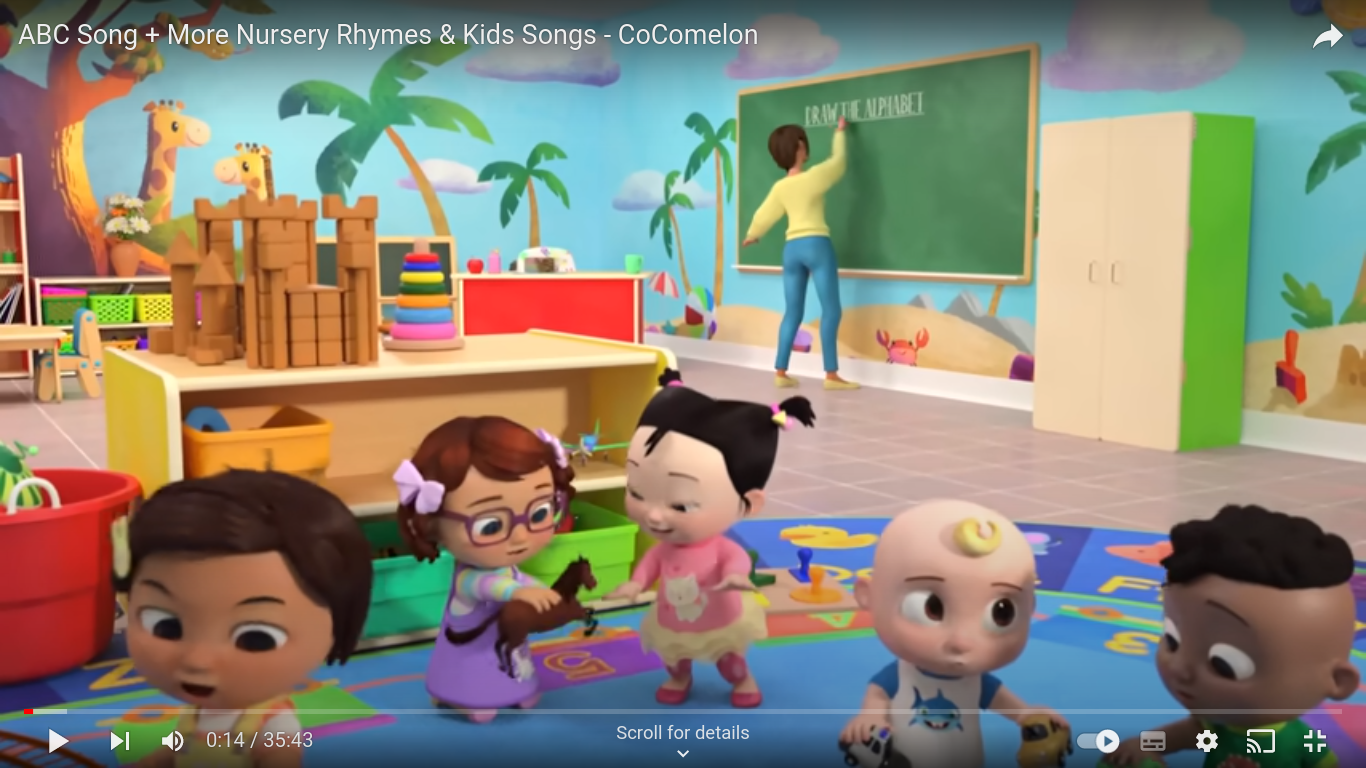 ABC Song + More Nursery Rhymes & Kids Songs - CoComelon
DRAW THE ALPHABET
0:14 / 35:43
Scroll for details